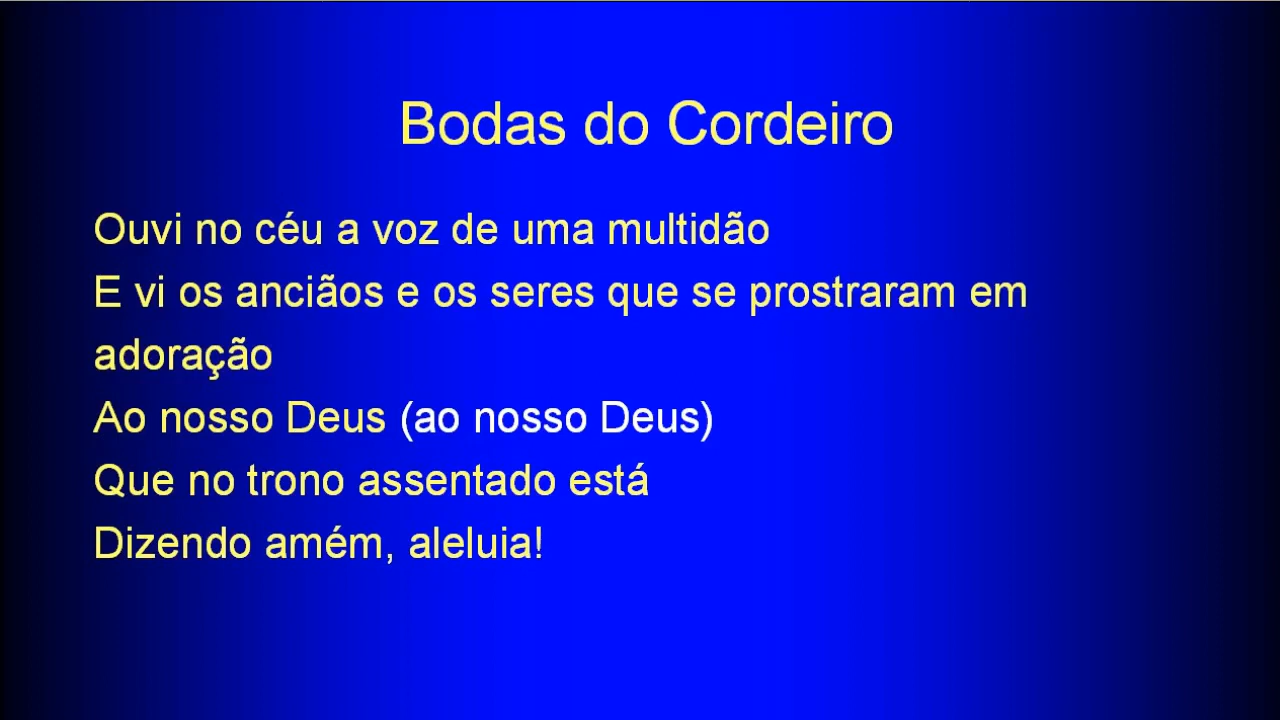 Bodas do Cordeiro
Ouvi no céu a voz de uma multidão
E vi os anciãos e os seres que se prostraram em
adoração
Ao nosso Deus (ao nosso Deus)
Que no trono assentado está
Dizendo amém, aleluia!